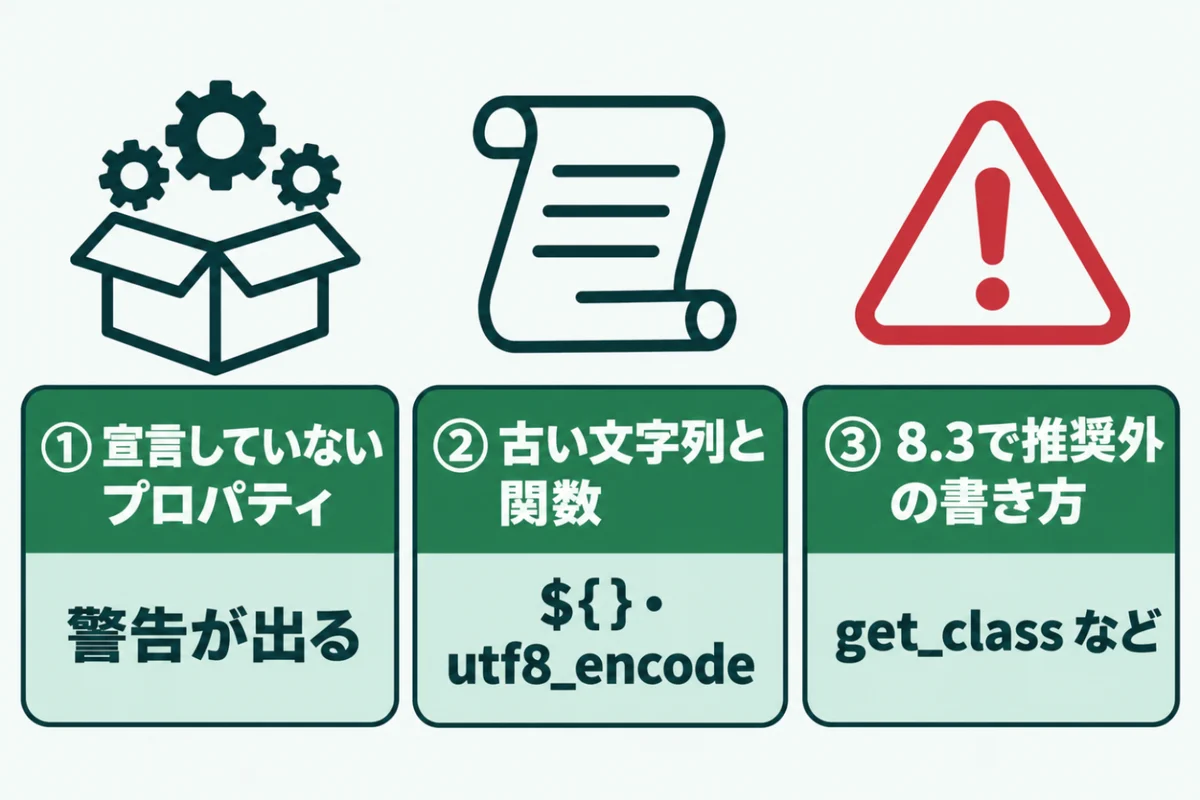 ① 宣言していない
プロパティ
警告が出る
② 古い文字列と
関数
${}・
utf8_encode
③ 8.3で推奨外
の書き方
get_class など